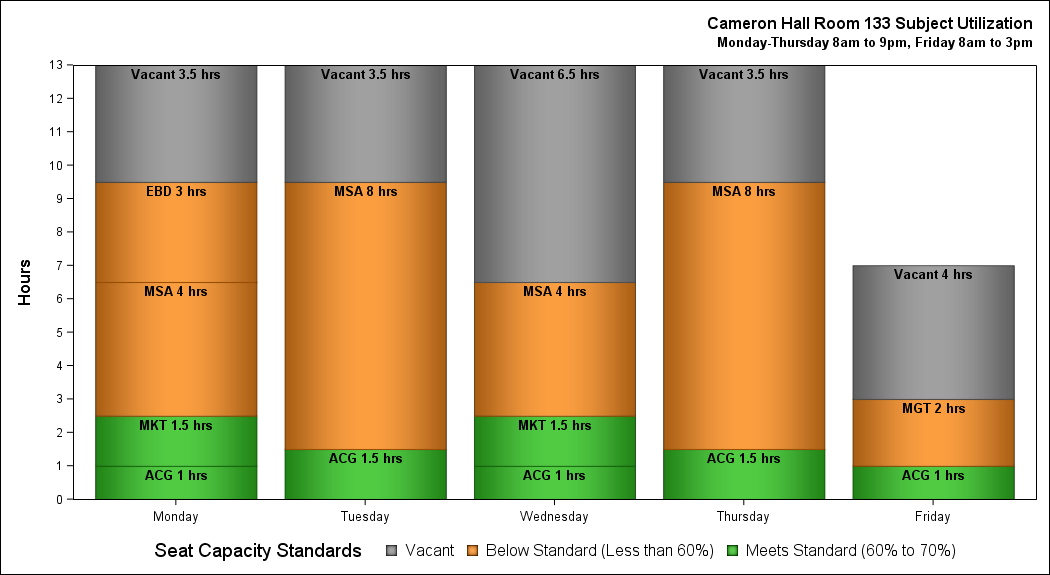 Cameron Hall Room 133 Subject Utilization
Monday-Thursday 8am to 9pm, Friday 8am to 3pm
Hours
13
12
11
10
9
8
7
6
5
4
3
2
1
0
Vacant 3.5 hrs
EBD 3 hrs
MSA 4 hrs
MKT 1.5 hrs
ACG 1 hrs
Vacant 3.5 hrs
MSA 8 hrs
ACG 1.5 hrs
Vacant 6.5 hrs
MSA 4 hrs
MKT 1.5 hrs
ACG 1 hrs
Vacant 3.5 hrs
MSA 8 hrs
ACG 1.5 hrs
Vacant 4 hrs
MGT 2 hrs
ACG 1 hrs
Monday Tuesday Wednesday Thursday Friday
Seat Capacity Standards Vacant Below Standard (Less than 60%) Meets Standard (60% to 70%)